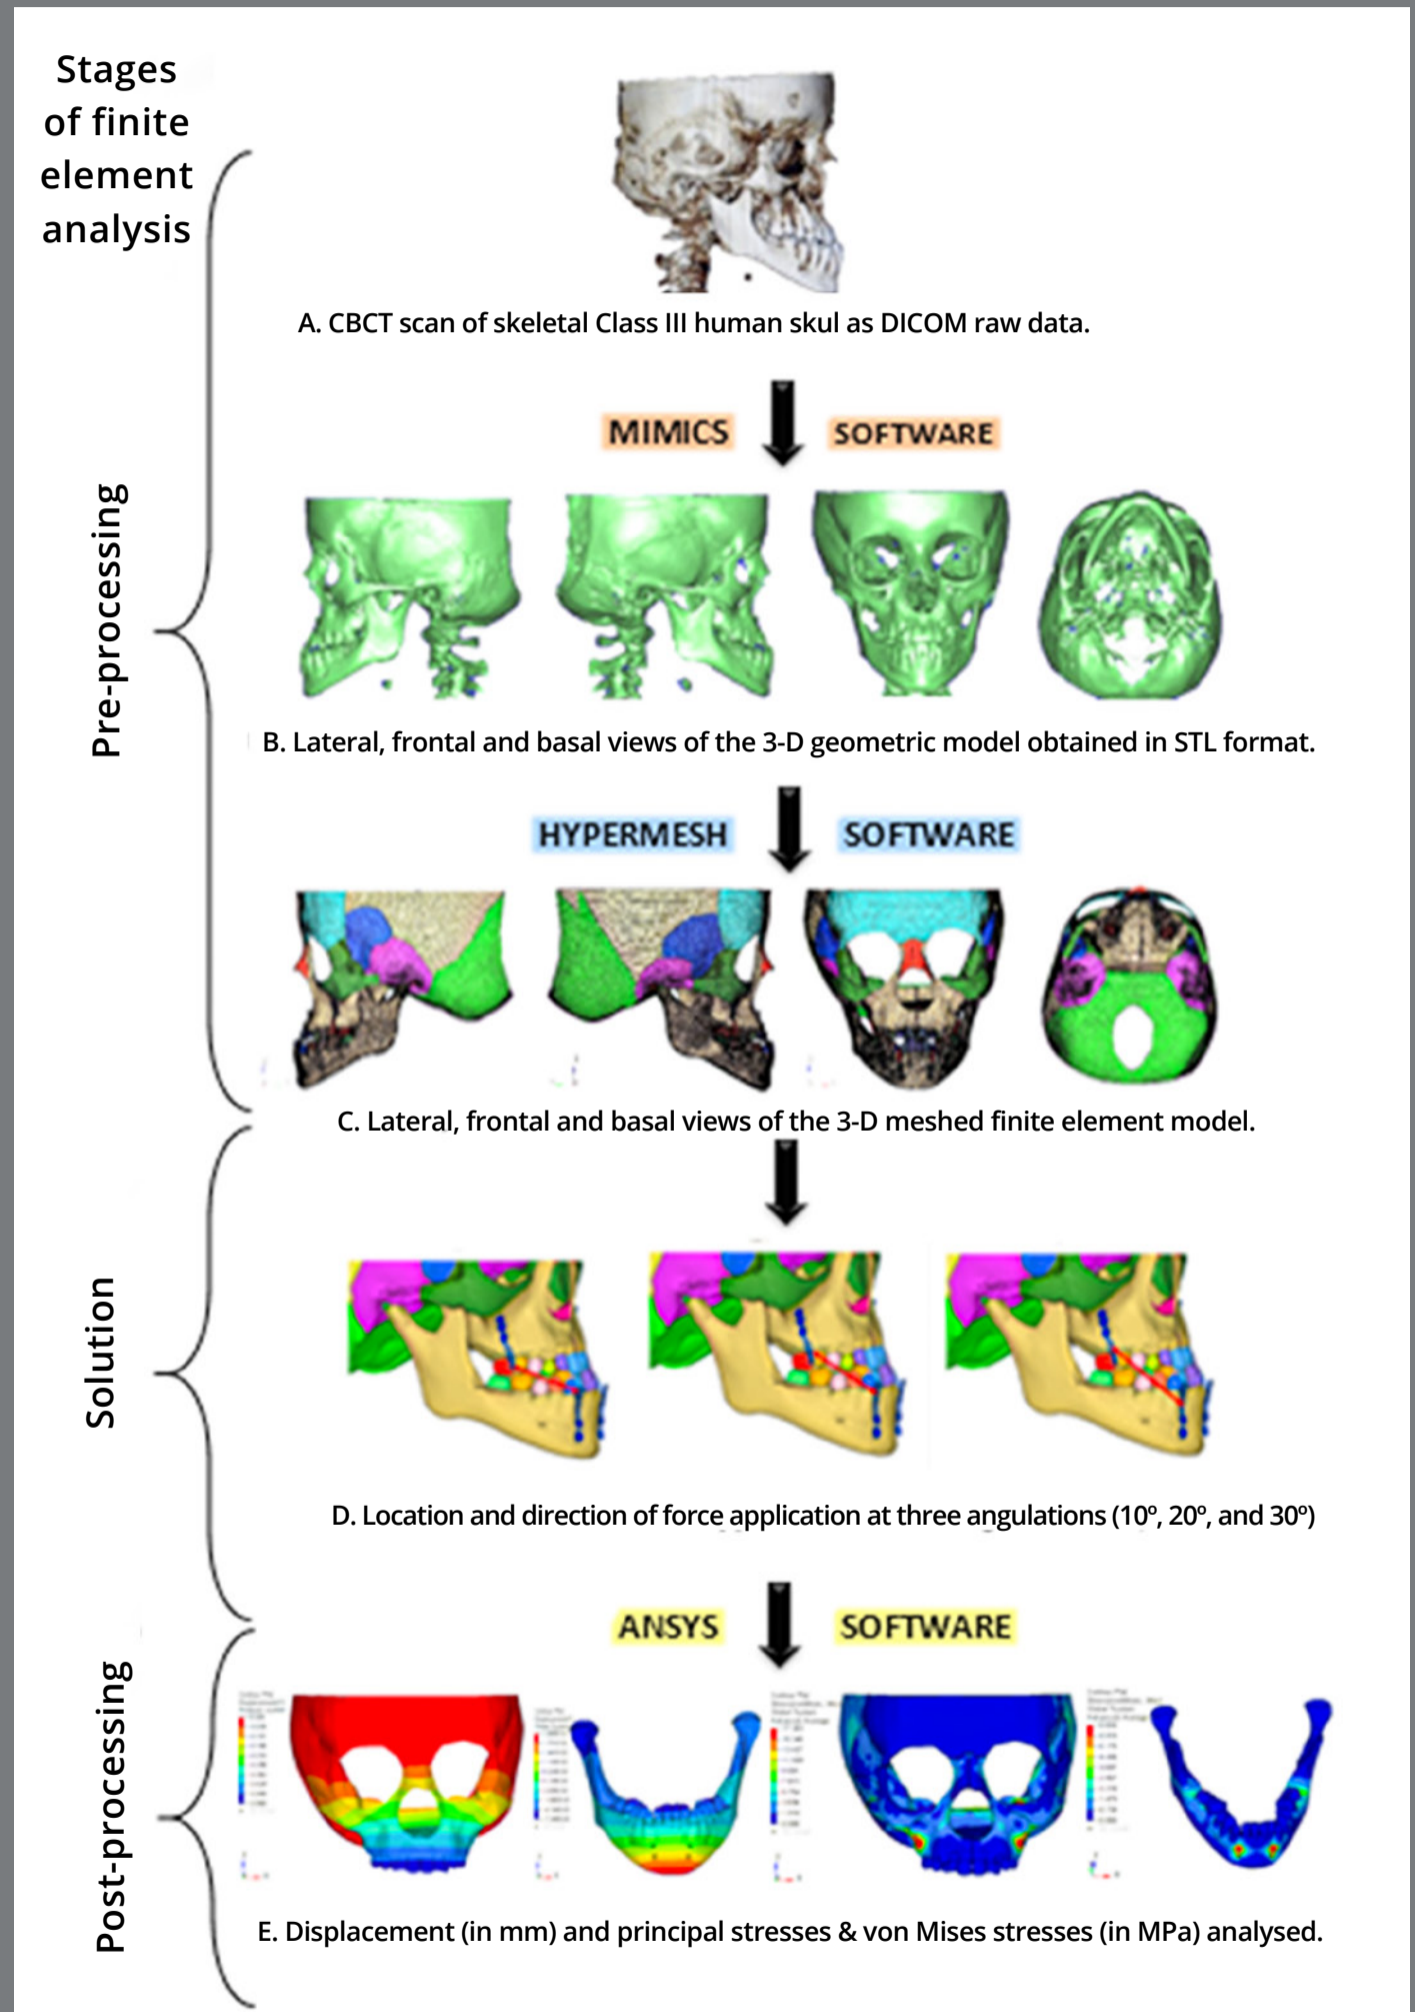 Stages
of finite
element
analysis
A. CBCT scan of skeletal Class III human skul as DICOM raw data.
MIMICS SOFTWARE
Pre-processing
B. Lateral, frontal and basal views of the 3-D geometric model obtained in STL format.
HYPERMESH SOFTWARE
C. Lateral, frontal and basal views of the 3-D meshed finite element model.
Solution
D. Location and direction of force application at three angulations (10º, 20º, and 30º)
ANSYS SOFTWARE
Post-processing
E. Displacement (in mm) and principal stresses & von Mises stresses (in MPa) analysed.